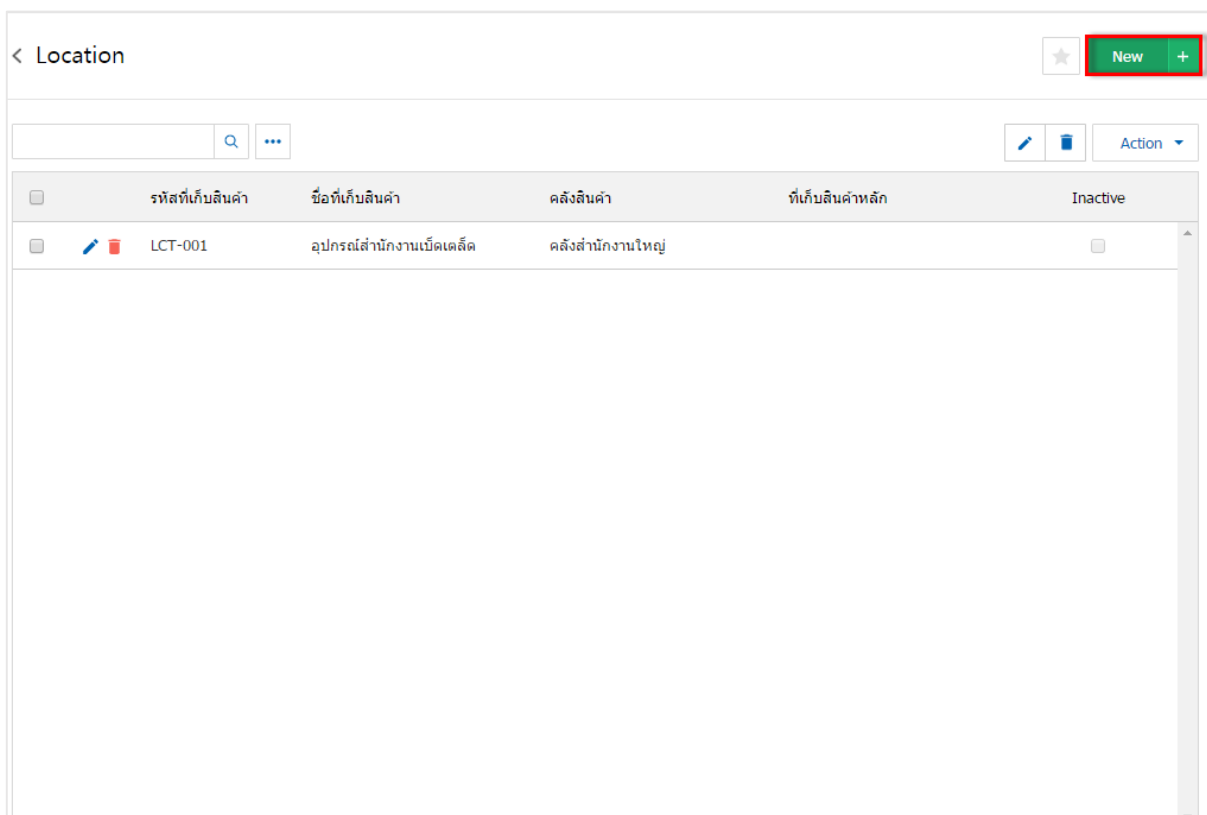 Location
New +
Action
รหัสที่เก็บสินค้า ชื่อที่เก็บสินค้า คลังสินค้า ที่เก็บสินค้าหลัก Inactive
LCT-001 อุปกรณ์สำนักงานเบ็ดเตล็ด คลังสำนักงานใหญ่